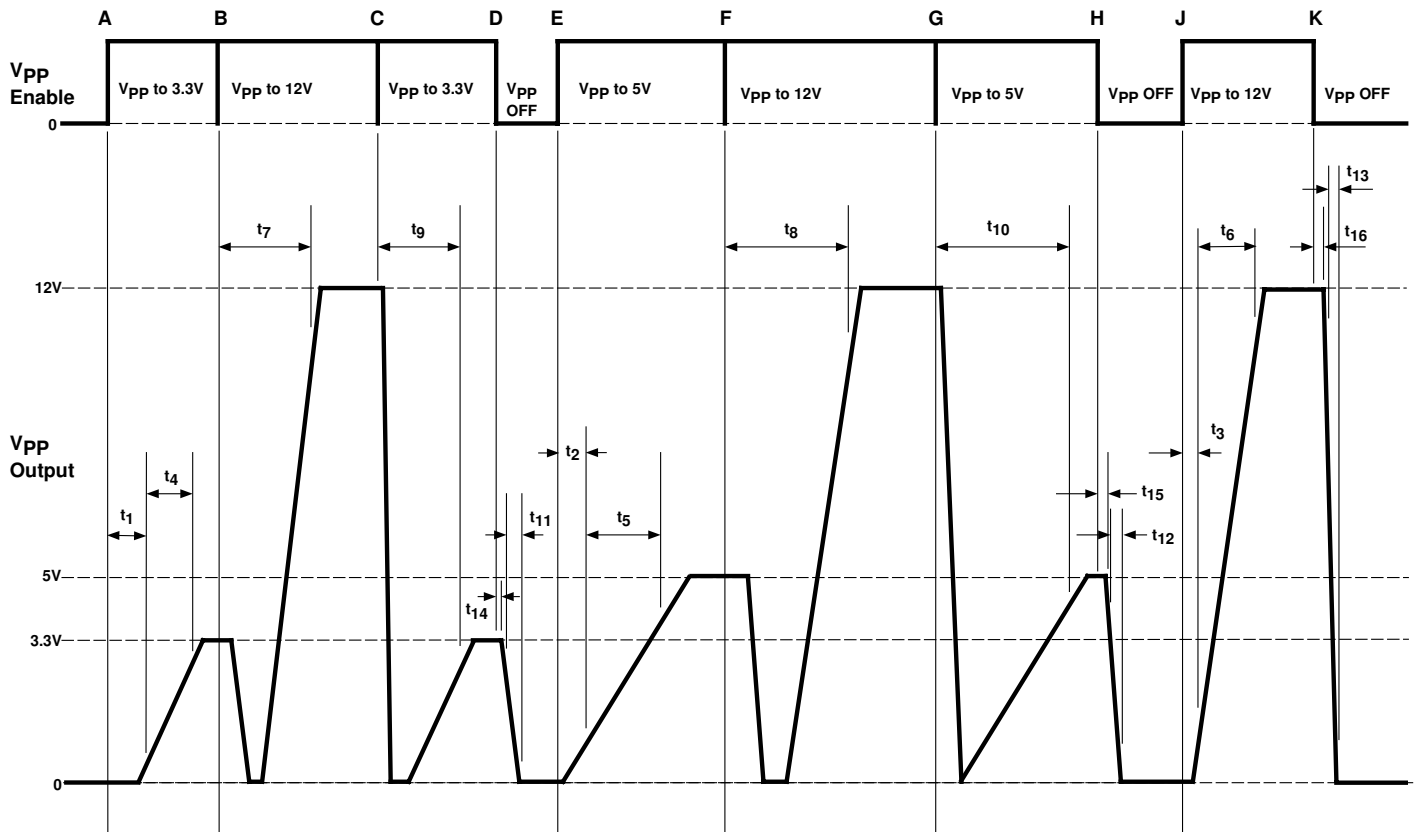 A B C D E F G H J K
VPP
Enable
VPP to 3.3V
VPP to 12V
VPP to 3.3V
VPP
OFF
VPP to 5V
VPP to 12V
VPP to 5V
VPP OFF
VPP to 12V
VPP OFF
0
t13
t7
t9
t8
t10
t6
t16
12V
VPP
Output
t4
t1
t2
t5
t11
t3
t15
t12
5V
t14
3.3V
0